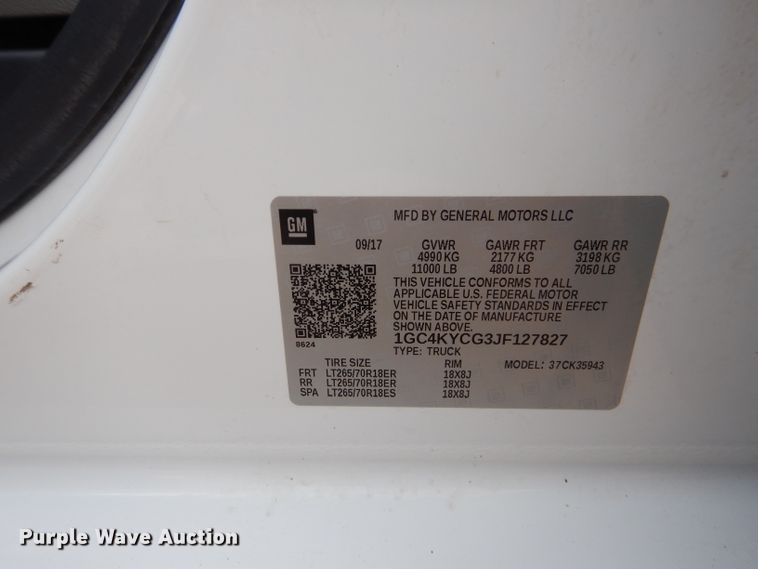 GM
MFD BY GENERAL MOTORS LLC
09/17 GVWR GAWR FRT GAWR RR
4990 KG 2177 KG 3198 KG
11000 LB 4800 LB 7050 LB
THIS VEHICLE CONFORMS TO ALL
APPLICABLE U.S. FEDERAL MOTOR
VEHICLE SAFETY STANDARDS IN EFFECT
ON THE DATE OF MANUFACTURE
SHOWN ABOVE.
8624
1GC4KYCG3JF127827
TYPE: TRUCK MODEL: 37CK35943
TIRE SIZE RIM
FRT LT265/70R18ER 18X8J
RR LT265/70R18ER 18X8J
SPA LT265/70R18ES 18X8J
Purple Wave Auction